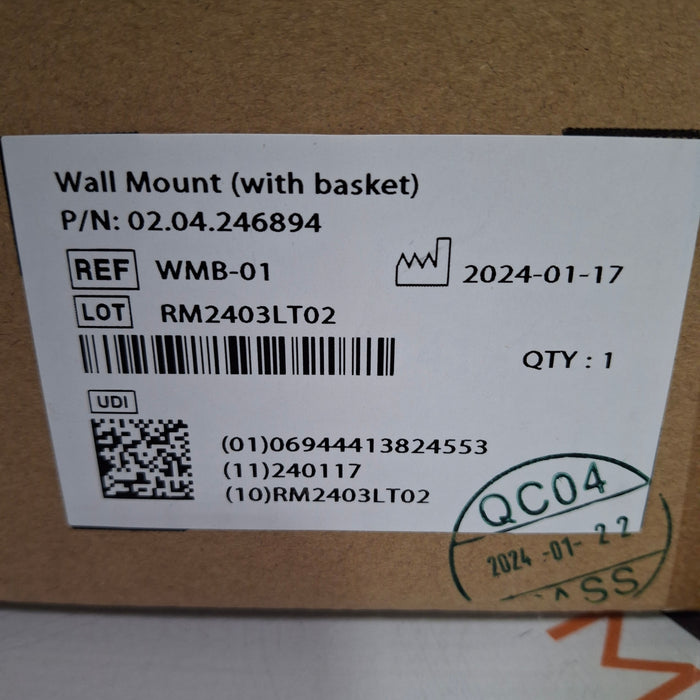 Wall Mount (with basket)
P/N: 02.04.246894
REF WMB-01
2024-01-17
LOT RM2403LT02
QTY : 1
UDI
(01)06944413824553
(11)240117
(10)RM2403LT02
QC04
2024-01-22